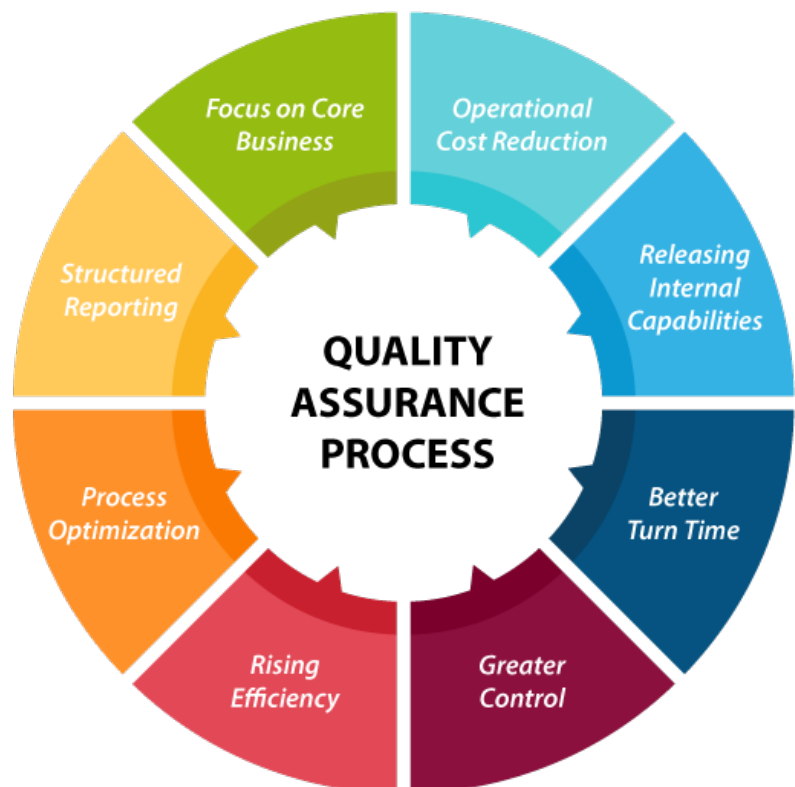 Focus on Core
Business
Operational
Cost Reduction
Releasing
Internal
Capabilities
Better
Turn Time
Greater
Control
Rising
Efficiency
Process
Optimization
Structured
Reporting
QUALITY
ASSURANCE
PROCESS